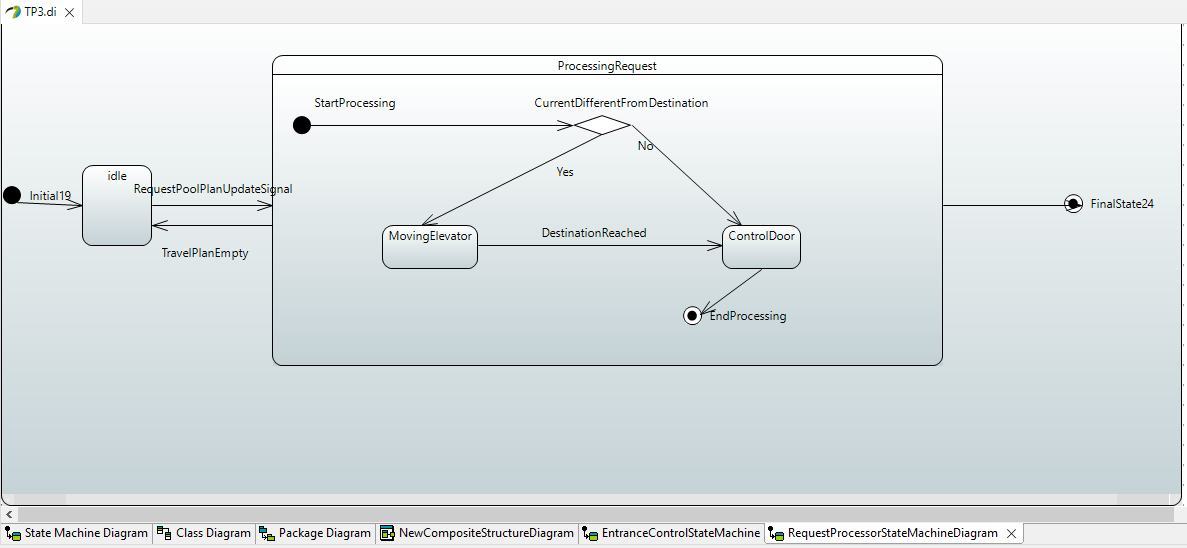 TP3.di
ProcessingRequest
StartProcessing
CurrentDifferentFromDestination
No
Yes
idle
Initial19
RequestPoolPlanUpdateSignal
TravelPlanEmpty
MovingElevator
DestinationReached
ControlDoor
EndProcessing
FinalState24
State Machine Diagram
Class Diagram
Package Diagram
NewCompositeStructureDiagram
EntranceControlStateMachine
RequestProcessorStateMachineDiagram